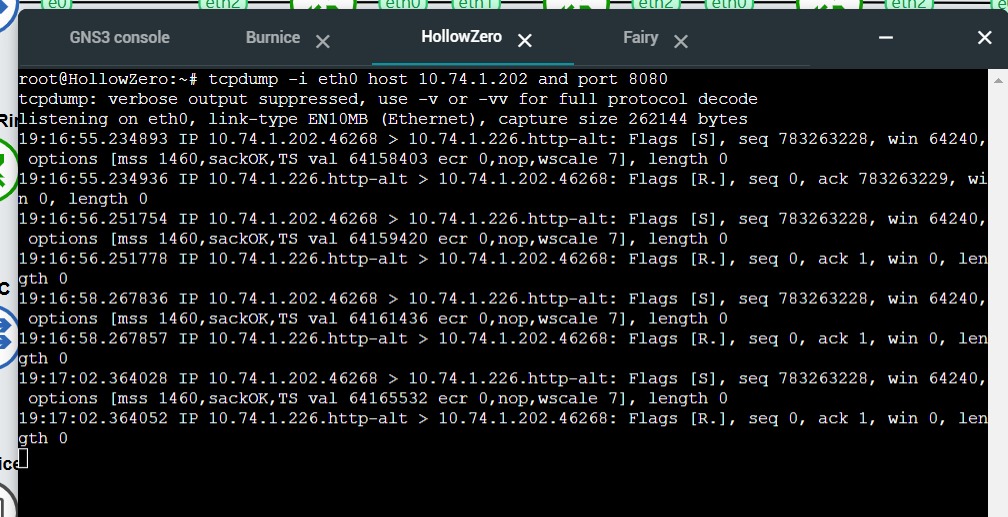 e0 eth2 eth0 eth1 eth2 eth0 eth2
GNS3 console Burnice HollowZero Fairy
root@HollowZero:~# tcpdump -i eth0 host 10.74.1.202 and port 8080
tcpdump: verbose output suppressed, use -v or -vv for full protocol decode
listening on eth0, link-type EN10MB (Ethernet), capture size 262144 bytes
19:16:55.234893 IP 10.74.1.202.46268 > 10.74.1.226.http-alt: Flags [S], seq 783263228, win 64240,
options [mss 1460,sackOK,TS val 64158403 ecr 0,nop,wscale 7], length 0
19:16:55.234936 IP 10.74.1.226.http-alt > 10.74.1.202.46268: Flags [R.], seq 0, ack 783263229, wi
n 0, length 0
19:16:56.251754 IP 10.74.1.202.46268 > 10.74.1.226.http-alt: Flags [S], seq 783263228, win 64240,
options [mss 1460,sackOK,TS val 64159420 ecr 0,nop,wscale 7], length 0
19:16:56.251778 IP 10.74.1.226.http-alt > 10.74.1.202.46268: Flags [R.], seq 0, ack 1, win 0, len
gth 0
19:16:58.267836 IP 10.74.1.202.46268 > 10.74.1.226.http-alt: Flags [S], seq 783263228, win 64240,
options [mss 1460,sackOK,TS val 64161436 ecr 0,nop,wscale 7], length 0
19:16:58.267857 IP 10.74.1.226.http-alt > 10.74.1.202.46268: Flags [R.], seq 0, ack 1, win 0, len
gth 0
19:17:02.364028 IP 10.74.1.202.46268 > 10.74.1.226.http-alt: Flags [S], seq 783263228, win 64240,
options [mss 1460,sackOK,TS val 64165532 ecr 0,nop,wscale 7], length 0
19:17:02.364052 IP 10.74.1.226.http-alt > 10.74.1.202.46268: Flags [R.], seq 0, ack 1, win 0, len
gth 0